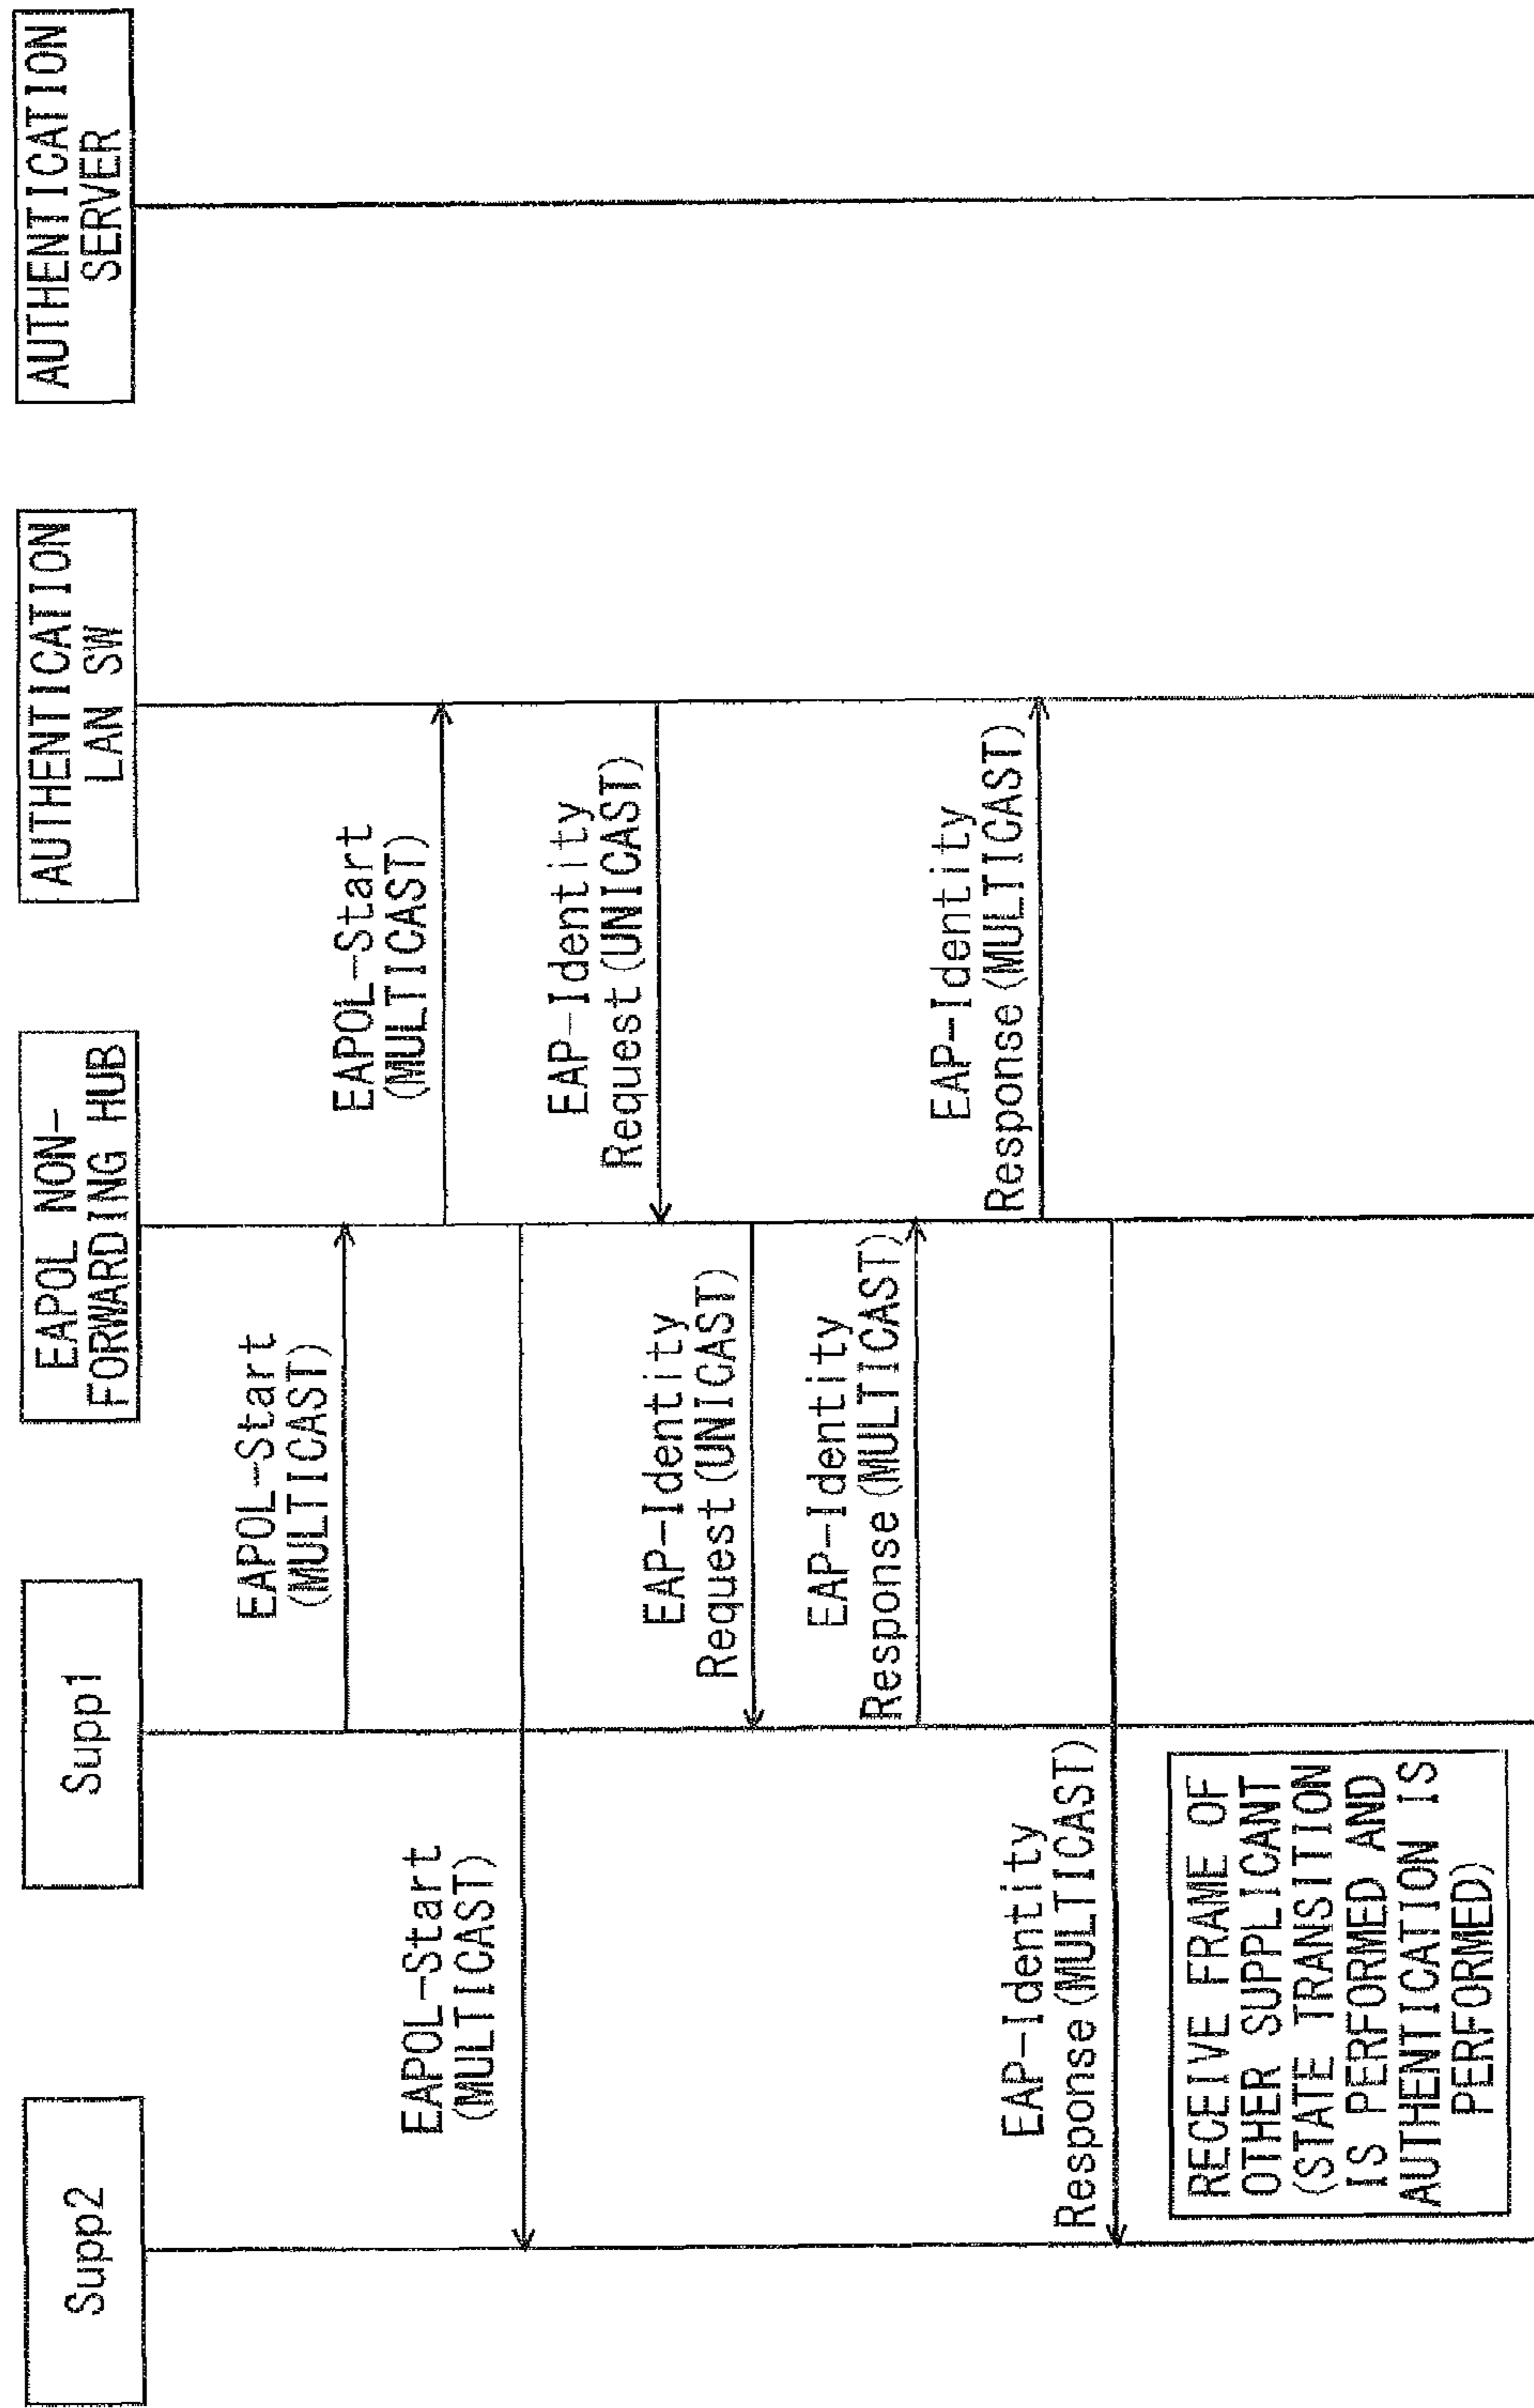 Supp2
Supp1
EAPOL NON-
FORWARDING HUB
AUTHENTICATION
LAN SW
AUTHENTICATION
SERVER
EAPOL-Start
(MULTICAST)
EAPOL-Start
(MULTICAST)
EAPOL-Start
(MULTICAST)
EAP-Identity
Request(UNICAST)
EAP-Identity
Request(UNICAST)
EAP-Identity
Response(MULTICAST)
EAP-Identity
Response(MULTICAST)
EAP-Identity
Response(MULTICAST)
RECEIVE FRAME OF
OTHER SUPPLICANT
(STATE TRANSITION
IS PERFORMED AND
AUTHENTICATION IS
PERFORMED)